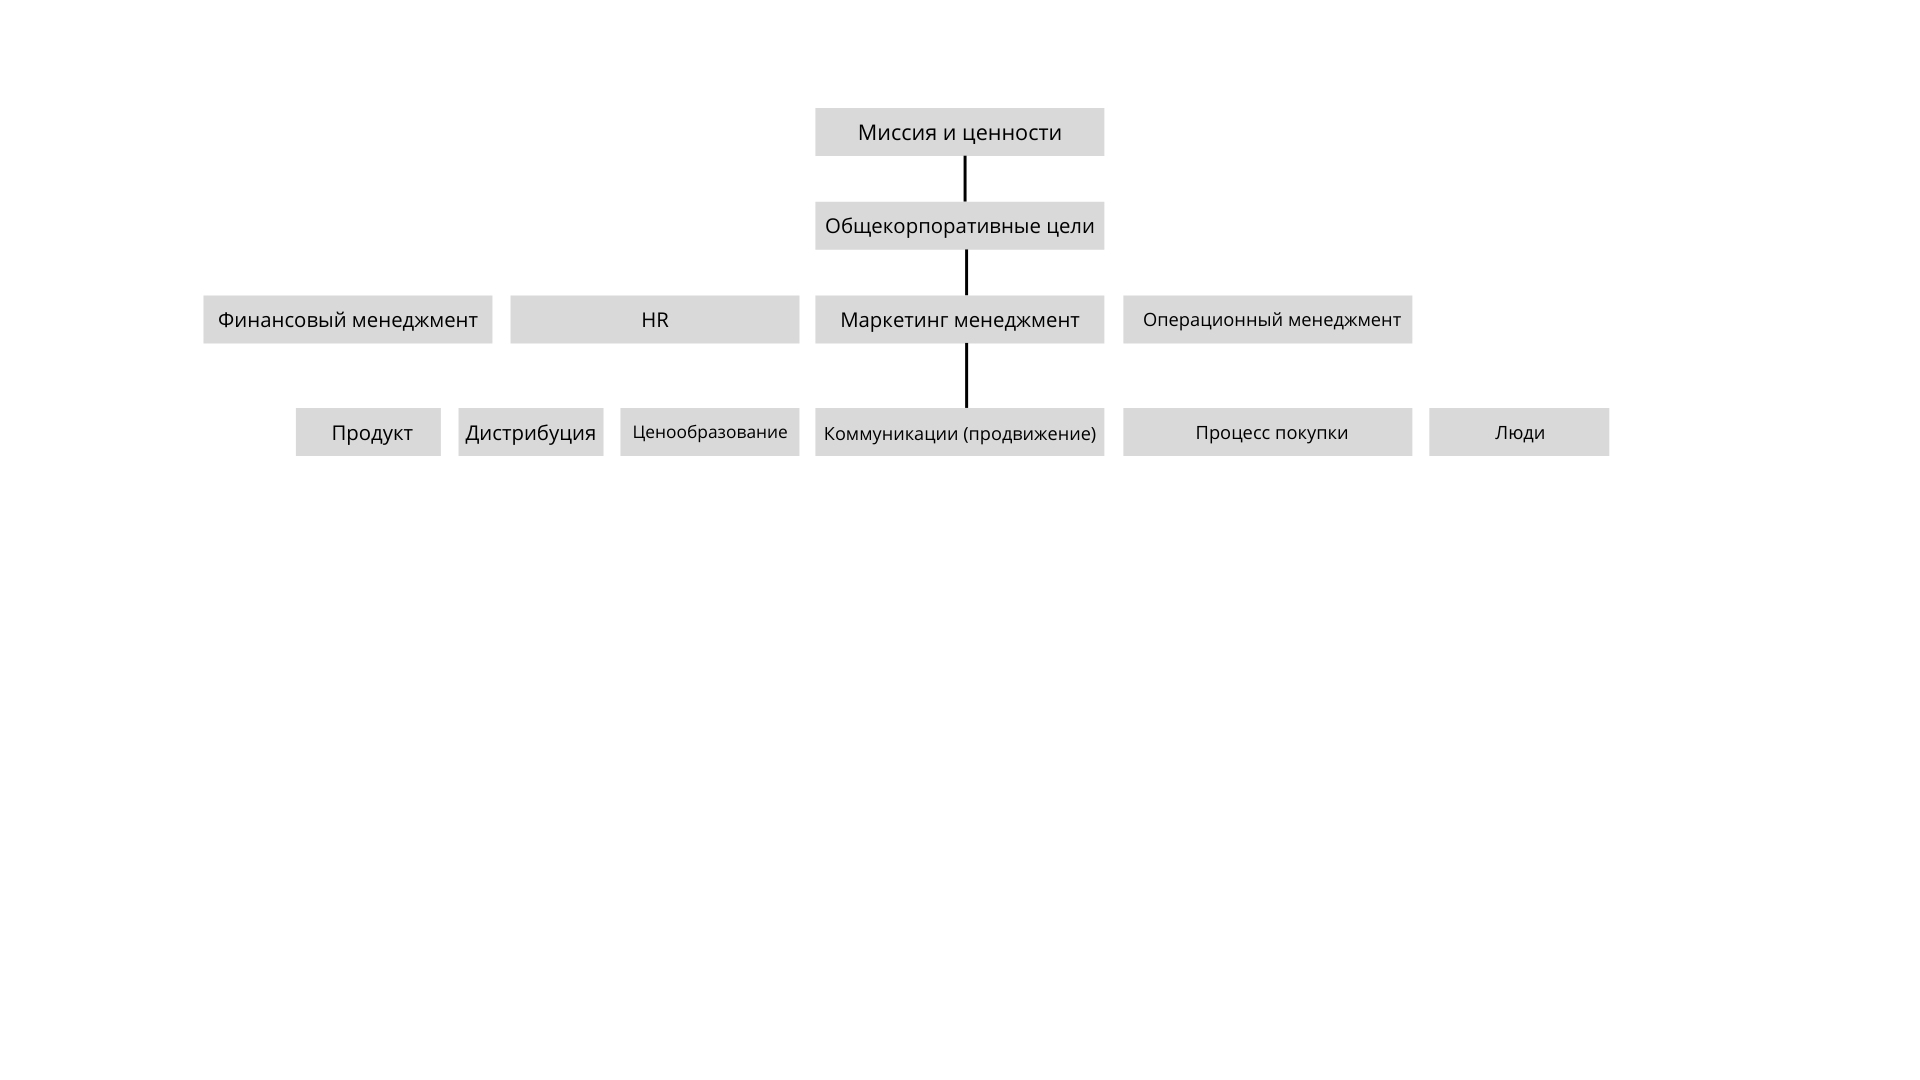 Миссия и ценности
Общекорпоративные цели
Финансовый менеджмент
HR
Маркетинг менеджмент
Операционный менеджмент
Продукт
Дистрибуция
Ценообразование
Коммуникации (продвижение)
Процесс покупки
Люди